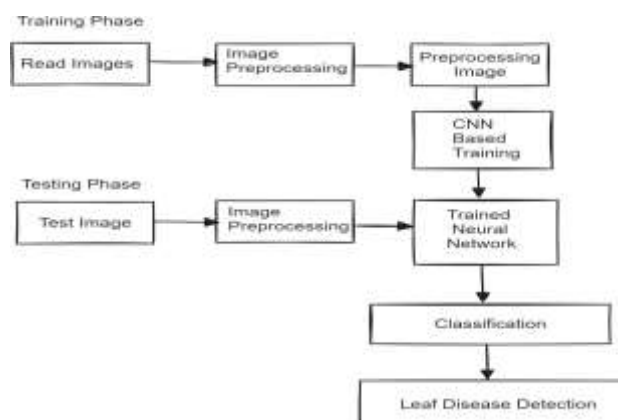 Training Phase
Read Images
Image
Preprocessing
Preprocessing
Image
CNN
Based
Training
Testing Phase
Test Image
Image
Preprocessing
Trained
Neural
Network
Classification
Leaf Disease Detection